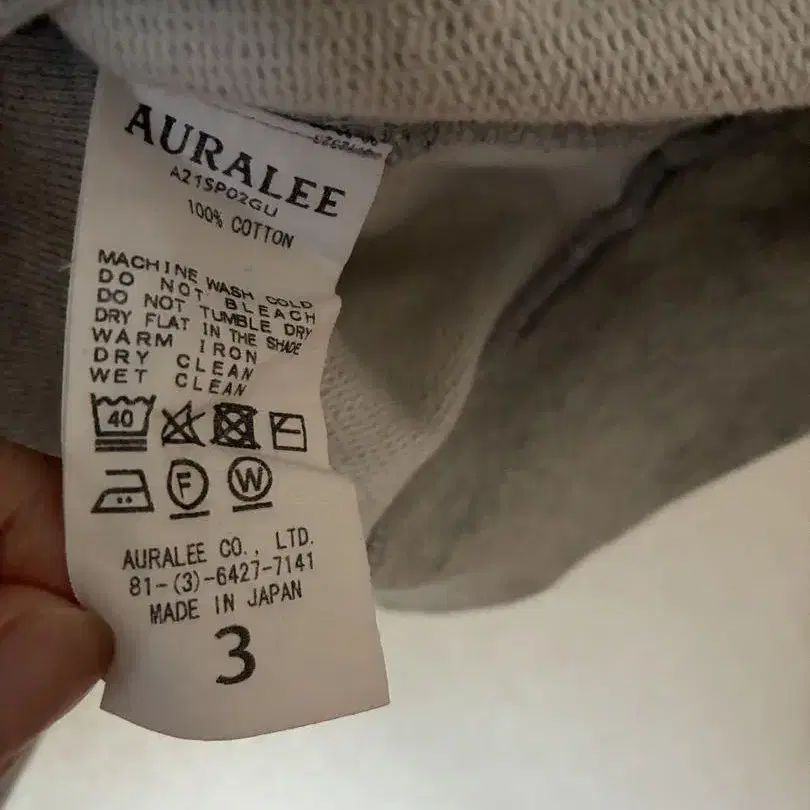 AURALEE
A21SP02GU
100% COTTON
MACHINE WASH COLD
DO NOT BLEACH
DO NOT TUMBLE DRY
DRY FLAT IN THE SHADE
WARM IRON
DRY CLEAN
WET CLEAN
40
F W
AURALEE CO., LTD.
81-(3)-6427-7141
MADE IN JAPAN
3